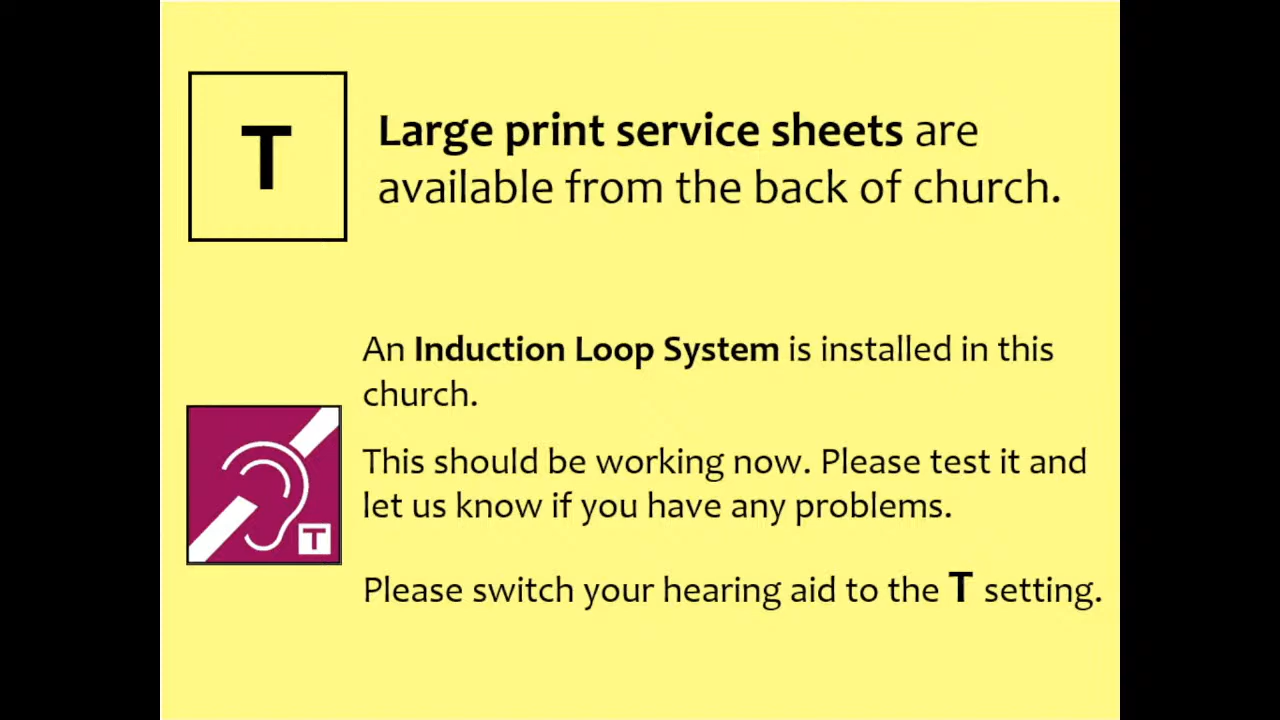 T
Large print service sheets are
available from the back of church.
An Induction Loop System is installed in this
church.
This should be working now. Please test it and
let us know if you have any problems.
T
Please switch your hearing aid to the T setting.